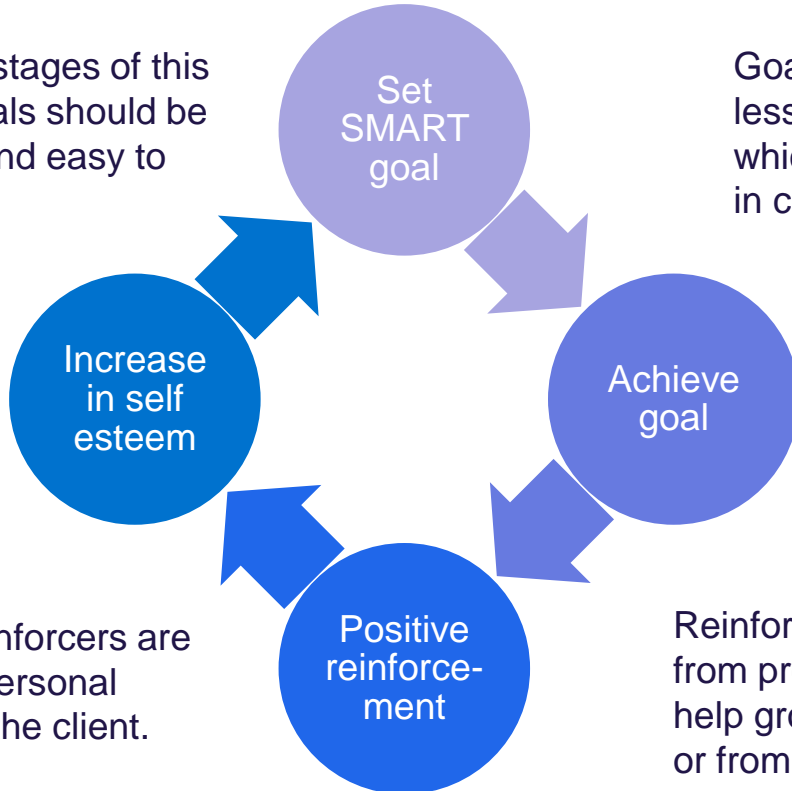 stages of this
als should be
nd easy to
Set
SMART
goal
Goa
less
whic
in c
Increase
in self
esteem
Achieve
goal
nforcers are
ersonal
he client.
Positive
reinforce-
ment
Reinfor
from pr
help gro
or from